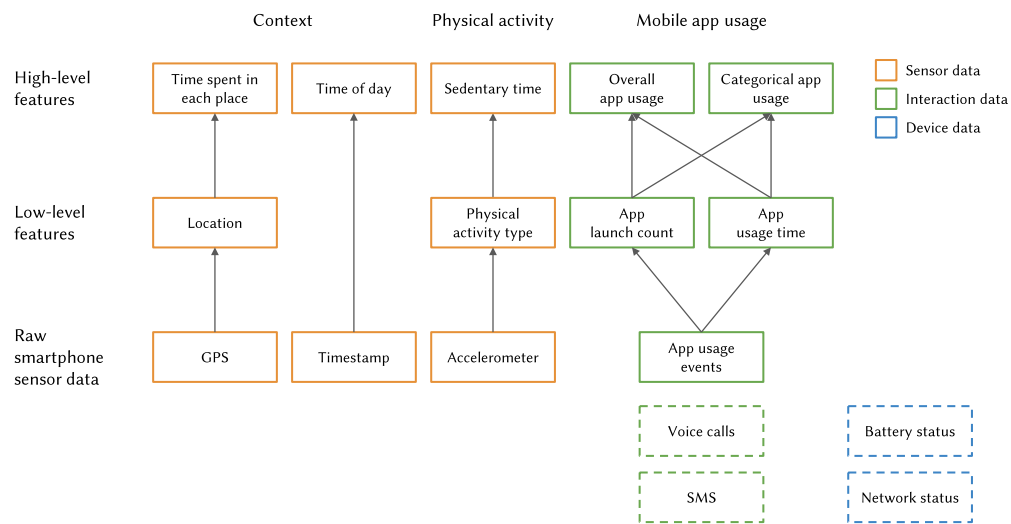 Context
Physical activity
Mobile app usage
High-level
features
Time spent in
each place
Time of day
Sedentary time
Overall
app usage
Categorical app
usage
Sensor data
Interaction data
Device data
Low-level
features
Location
Physical
activity type
App
launch count
App
usage time
Raw
smartphone
sensor data
GPS
Timestamp
Accelerometer
App usage
events
Voice calls
Battery status
SMS
Network status